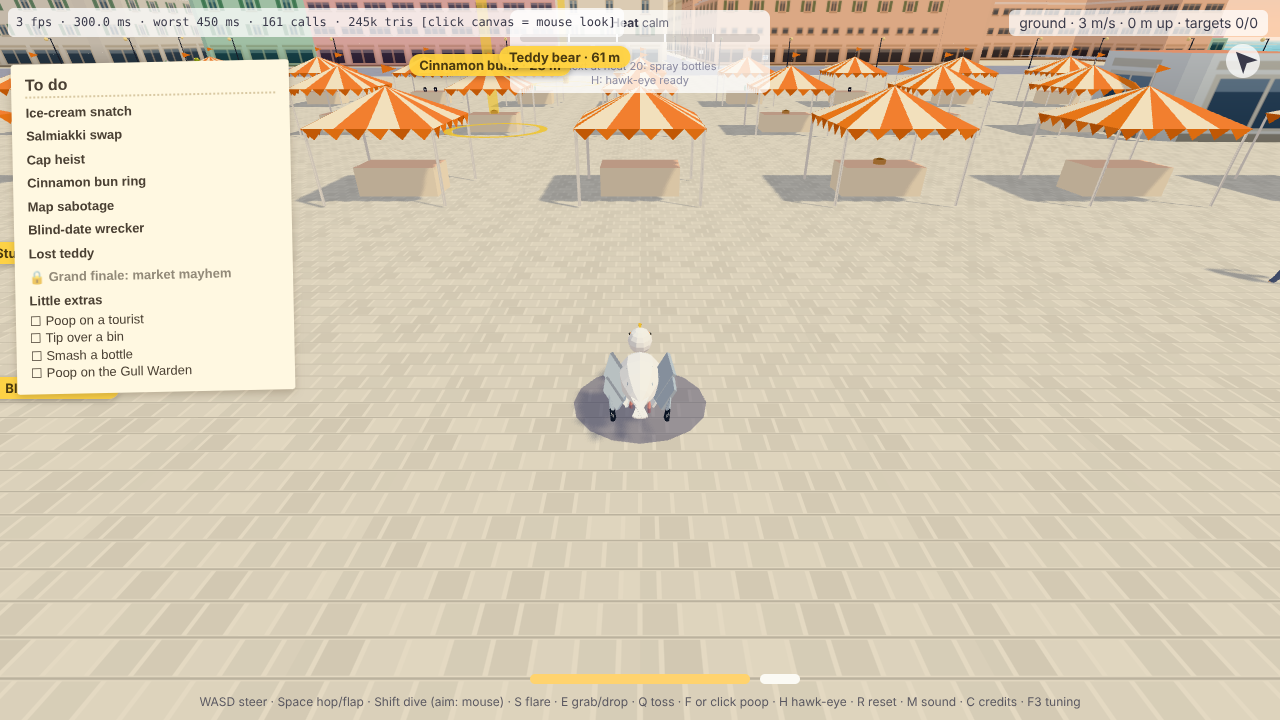 3 fps · 300.0 ms · worst 450 ms · 161 calls · 245k tris [click canvas = mouse look]
calm
ground · 3 m/s · 0 m up · targets 0/0
Teddy bear · 61 m
Cinnamon
20: spray bottles
H: hawk-eye ready
To do
Ice-cream snatch
Salmiakki swap
Cap heist
Cinnamon bun ring
Map sabotage
Blind-date wrecker
Lost teddy
🔒 Grand finale: market mayhem
Little extras
☐ Poop on a tourist
☐ Tip over a bin
☐ Smash a bottle
☐ Poop on the Gull Warden
WASD steer · Space hop/flap · Shift dive (aim: mouse) · S flare · E grab/drop · Q toss · F or click poop · H hawk-eye · R reset · M sound · C credits · F3 tuning